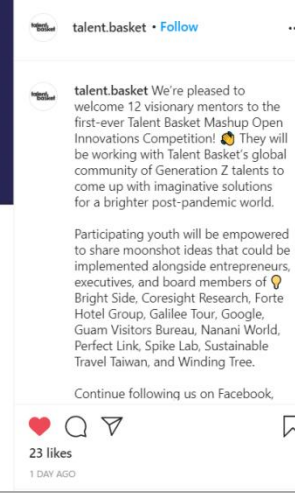 talent.basket • Follow
talent.basket We're pleased to
welcome 12 visionary mentors to the
first-ever Talent Basket Mashup Open
Innovations Competition! 👏 They will
be working with Talent Basket's global
community of Generation Z talents to
come up with imaginative solutions
for a brighter post-pandemic world.
Participating youth will be empowered
to share moonshot ideas that could be
implemented alongside entrepreneurs,
executives, and board members of 💡
Bright Side, Coresight Research, Forte
Hotel Group, Galilee Tour, Google,
Guam Visitors Bureau, Nanani World,
Perfect Link, Spike Lab, Sustainable
Travel Taiwan, and Winding Tree.
Continue following us on Facebook,
23 likes
1 DAY AGO